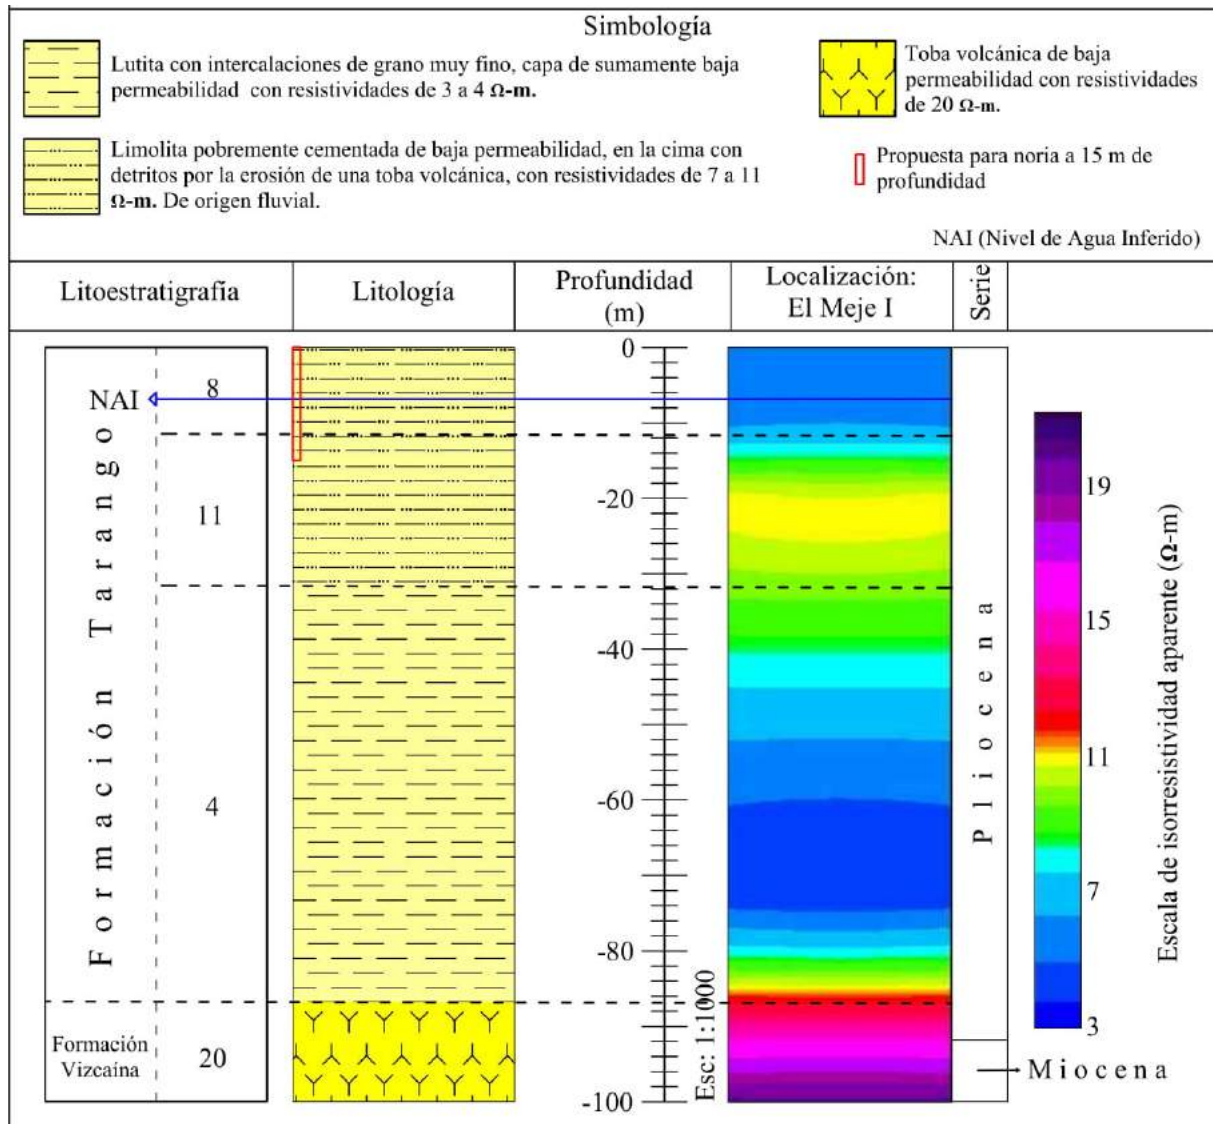 Simbología
Lutita con intercalaciones de grano muy fino, capa de sumamente baja
permeabilidad con resistividades de 3 a 4 Ω-m.
Limolita pobremente cementada de baja permeabilidad, en la cima con
detritos por la erosión de una toba volcánica, con resistividades de 7 a 11
Ω-m. De origen fluvial.
Toba volcánica de baja
permeabilidad con resistividades
de 20 Ω-m.
Propuesta para noria a 15 m de
profundidad
NAI (Nivel de Agua Inferido)
Litoestratigrafía
Litología
Profundidad
(m)
Localización:
El Meje I
Serie
NAI
8
11
4
20
Formación Tarango
Formación
Vizcaína
0
-20
-40
-60
-80
-100
Esc: 1:1000
Pliocena
Miocena
19
15
11
7
3
Escala de isorresistividad aparente (Ω-m)